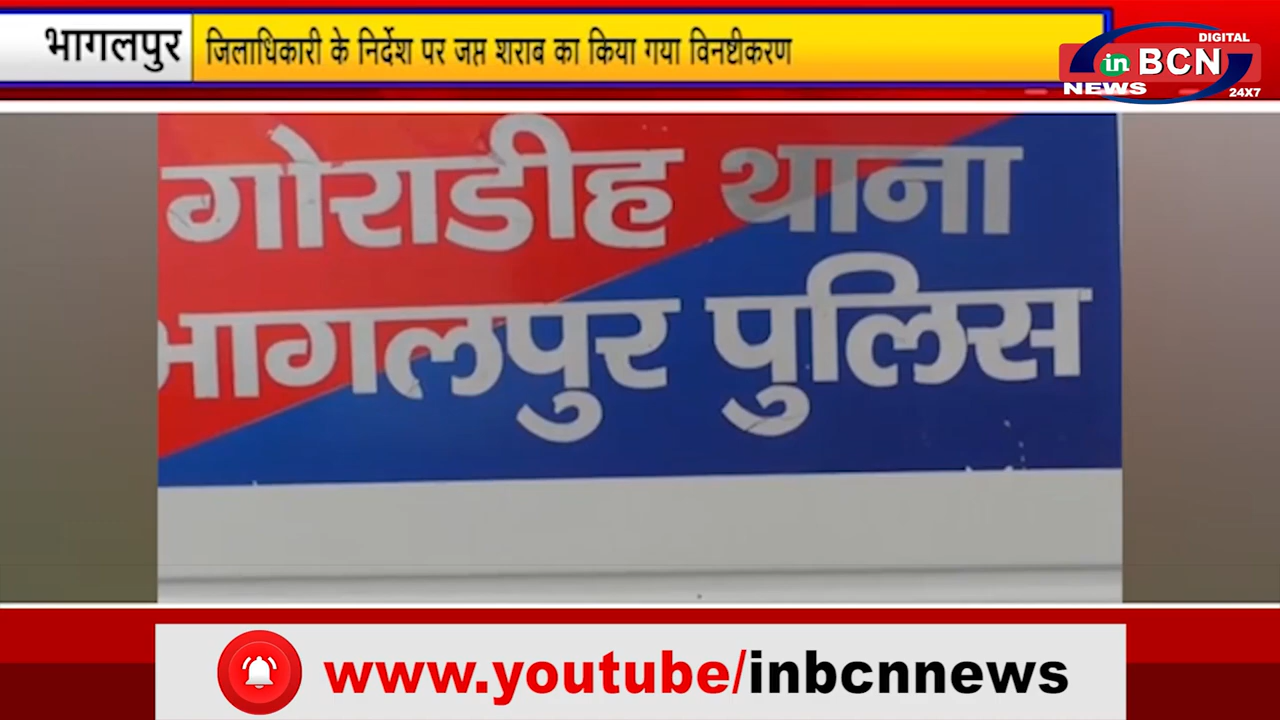 भागलपुर
जिलाधिकारी के निर्देश पर जप्त शराब का किया गया विनष्टीकरण
DIGITAL
in BCN
NEWS
24X7
गोराडीह थाना
भागलपुर पुलिस
www.youtube/inbcnnews